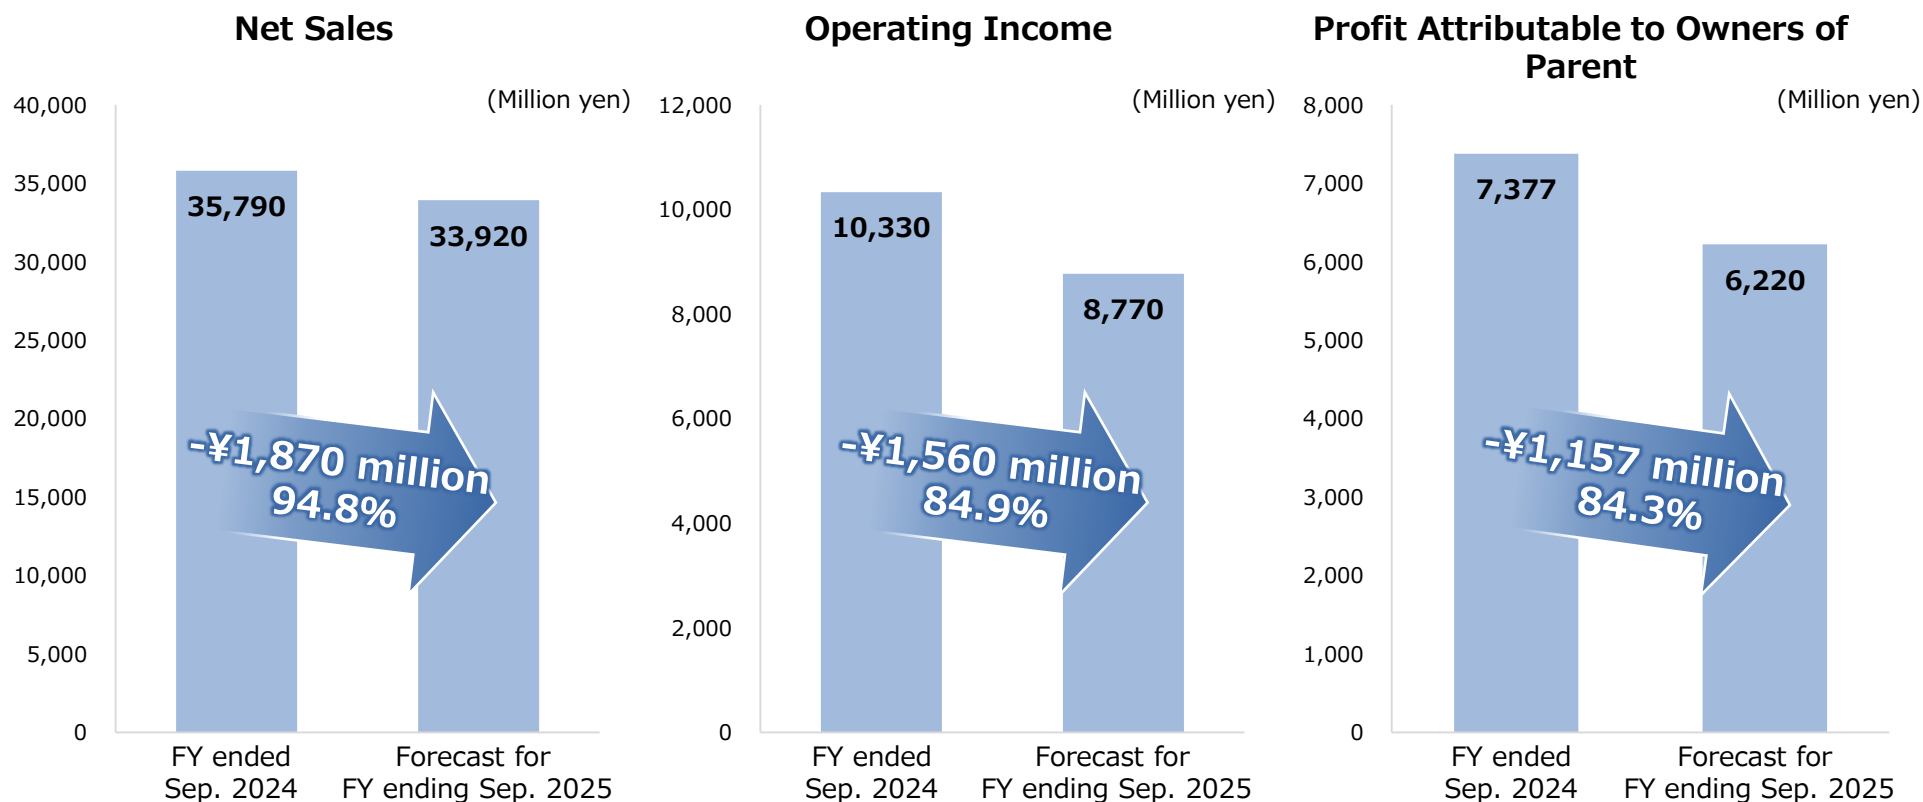 Net Sales
(Million yen)
40,000
35,000
30,000
25,000
20,000
15,000
10,000
5,000
0
35,790
33,920
-¥1,870 million
94.8%
FY ended
Sep. 2024
Forecast for
FY ending Sep. 2025
Operating Income
(Million yen)
12,000
10,000
8,000
6,000
4,000
2,000
0
10,330
8,770
-¥1,560 million
84.9%
FY ended
Sep. 2024
Forecast for
FY ending Sep. 2025
Profit Attributable to Owners of
Parent
(Million yen)
8,000
7,000
6,000
5,000
4,000
3,000
2,000
1,000
0
7,377
6,220
-¥1,157 million
84.3%
FY ended
Sep. 2024
Forecast for
FY ending Sep. 2025